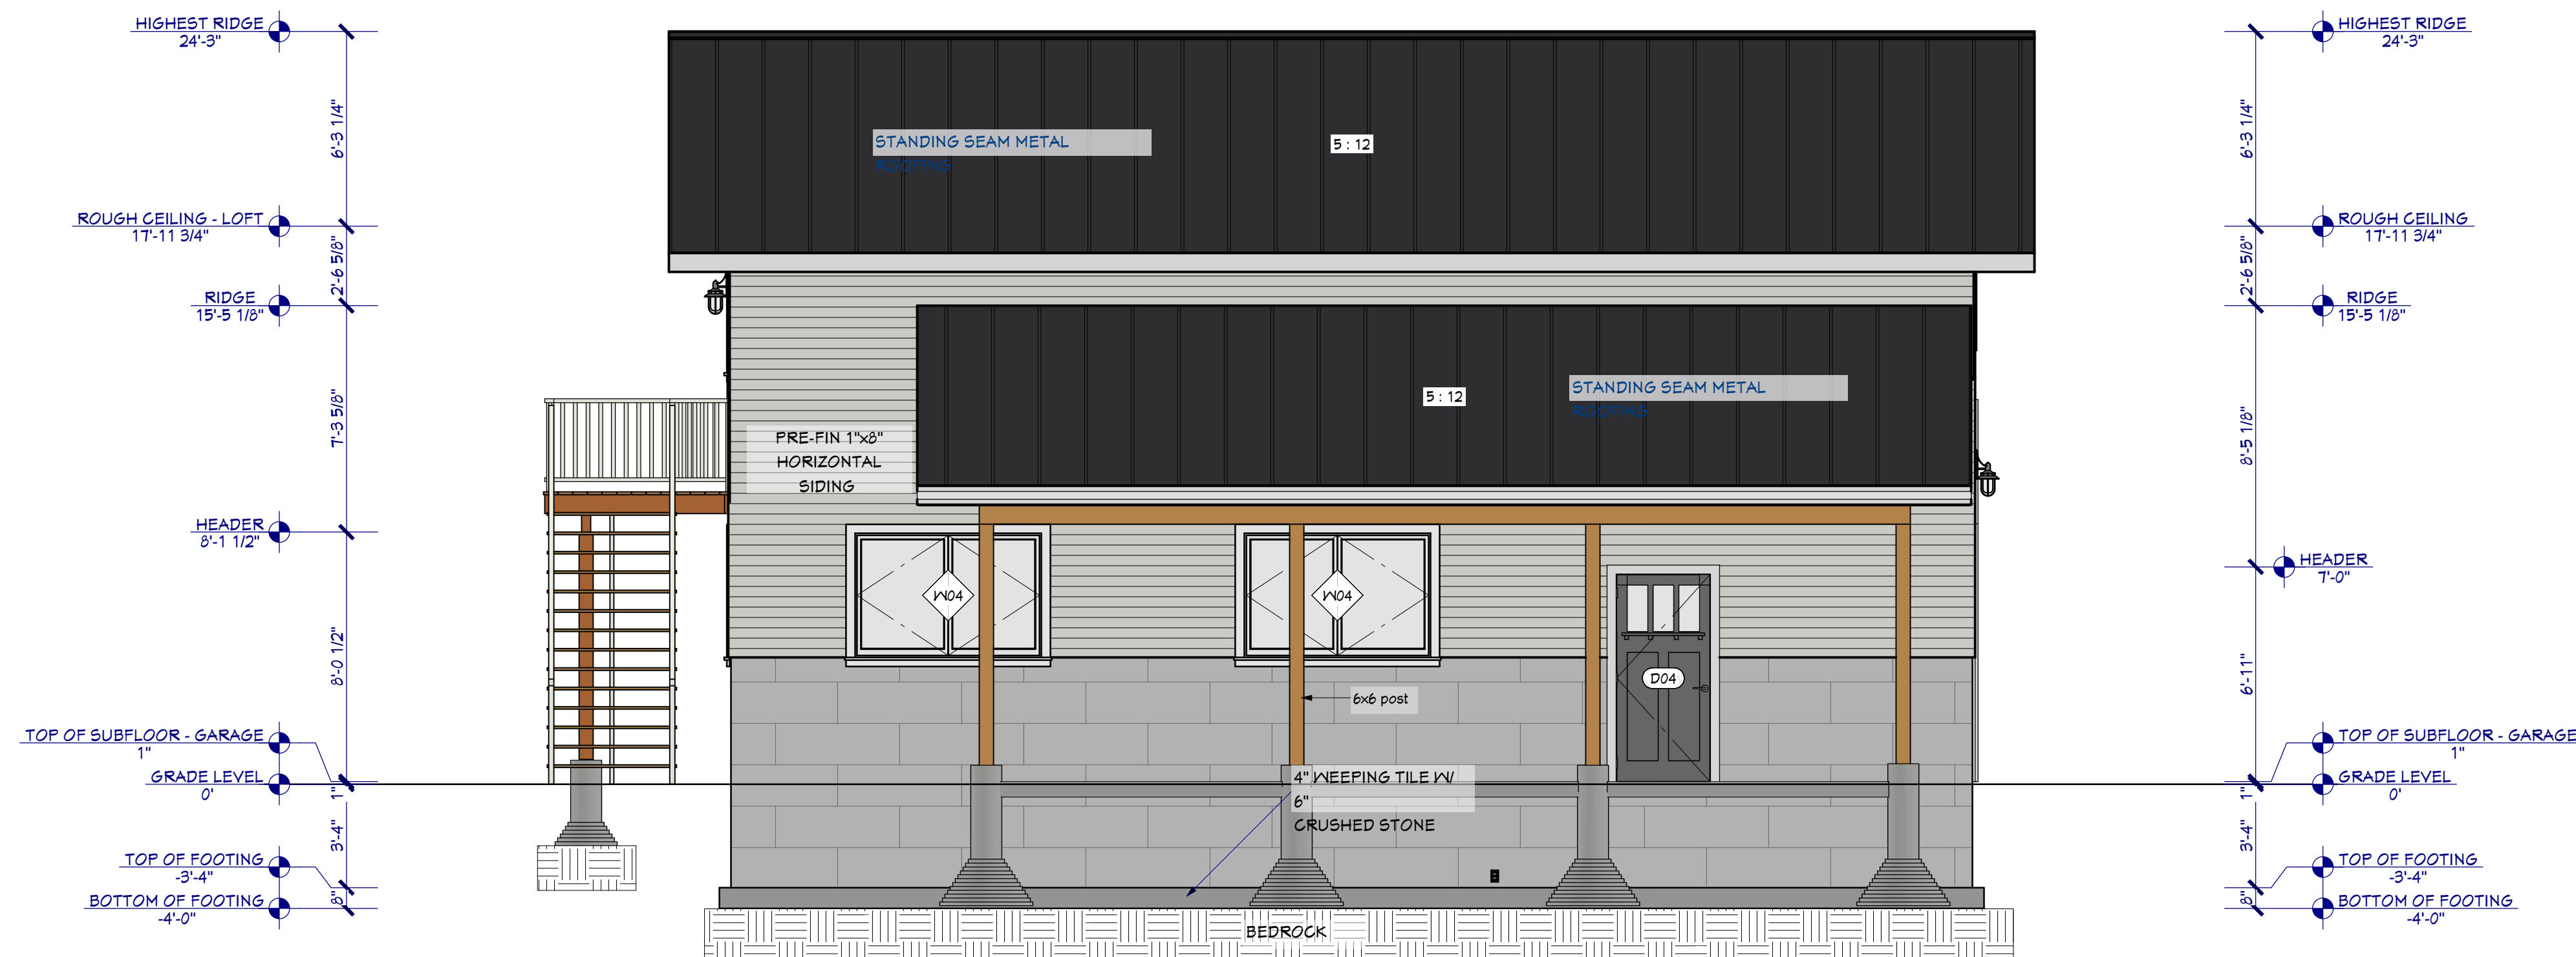 HIGHEST RIDGE
24'-3"
6'-3 1/4"
ROUGH CEILING - LOFT
17'-11 3/4"
2'-6 5/8"
RIDGE
15'-5 1/8"
7'-3 5/8"
HEADER
8'-1 1/2"
8'-0 1/2"
TOP OF SUBFLOOR - GARAGE
1"
GRADE LEVEL
0'
1"
3'-4"
TOP OF FOOTING
-3'-4"
8"
BOTTOM OF FOOTING
-4'-0"
STANDING SEAM METAL
ROOFING
5 : 12
5 : 12
STANDING SEAM METAL
ROOFING
PRE-FIN 1"x8"
HORIZONTAL
SIDING
W04
W04
D04
6x6 post
4" WEEPING TILE W/
6"
CRUSHED STONE
BEDROCK
HIGHEST RIDGE
24'-3"
6'-3 1/4"
ROUGH CEILING
17'-11 3/4"
2'-6 5/8"
RIDGE
15'-5 1/8"
8'-5 1/8"
HEADER
7'-0"
6'-11"
TOP OF SUBFLOOR - GARAGE
1"
GRADE LEVEL
0'
1"
3'-4"
TOP OF FOOTING
-3'-4"
8"
BOTTOM OF FOOTING
-4'-0"